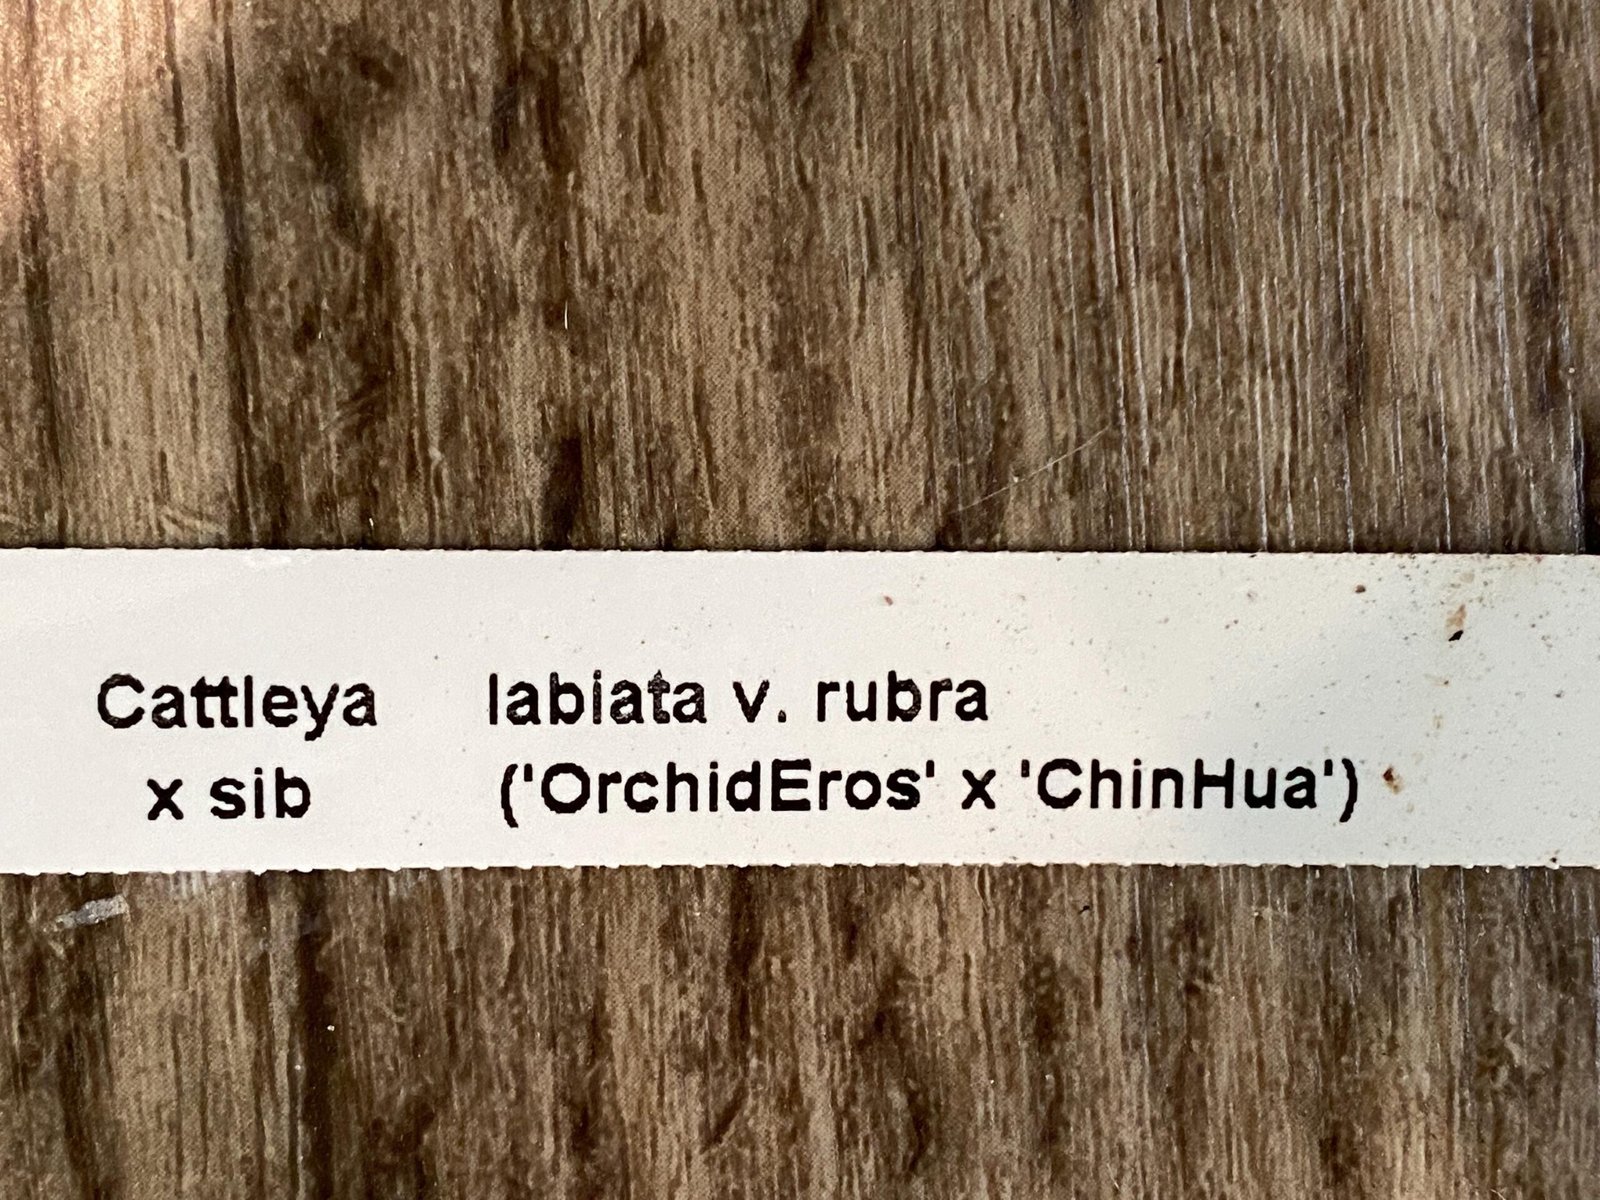 Cattleya labiata v. rubra
x sib ('OrchidEros' x 'ChinHua')